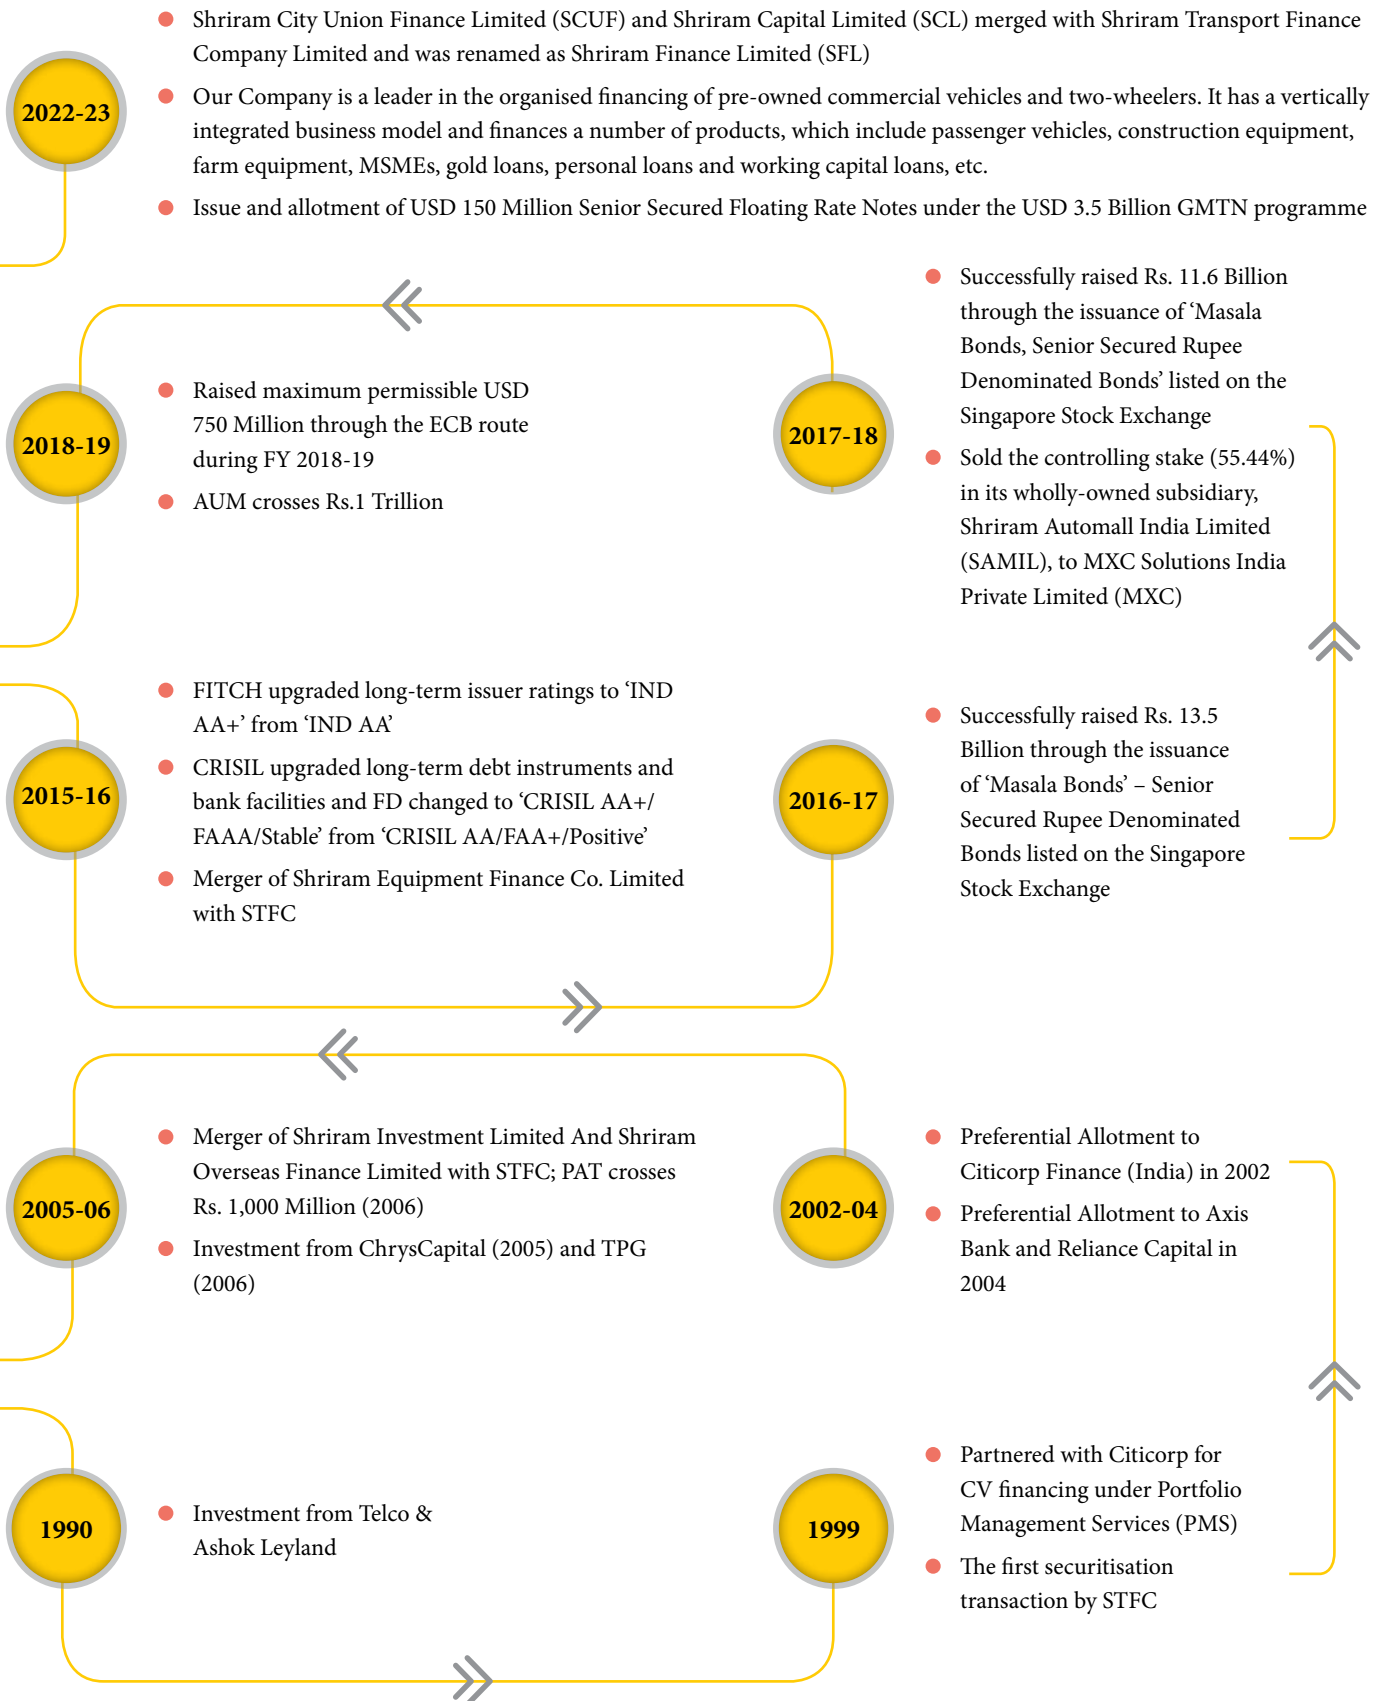 2022-23
Shriram City Union Finance Limited (SCUF) and Shriram Capital Limited (SCL) merged with Shriram Transport Finance
Company Limited and was renamed as Shriram Finance Limited (SFL)
Our Company is a leader in the organised financing of pre-owned commercial vehicles and two-wheelers. It has a vertically
integrated business model and finances a number of products, which include passenger vehicles, construction equipment,
farm equipment, MSMEs, gold loans, personal loans and working capital loans, etc.
Issue and allotment of USD 150 Million Senior Secured Floating Rate Notes under the USD 3.5 Billion GMTN programme
2018-19
Raised maximum permissible USD
750 Million through the ECB route
during FY 2018-19
AUM crosses Rs.1 Trillion
2017-18
Successfully raised Rs. 11.6 Billion
through the issuance of ‘Masala
Bonds, Senior Secured Rupee
Denominated Bonds’ listed on the
Singapore Stock Exchange
Sold the controlling stake (55.44%)
in its wholly-owned subsidiary,
Shriram Automall India Limited
(SAMIL), to MXC Solutions India
Private Limited (MXC)
2015-16
FITCH upgraded long-term issuer ratings to ‘IND
AA+’ from ‘IND AA’
CRISIL upgraded long-term debt instruments and
bank facilities and FD changed to ‘CRISIL AA+/
FAAA/Stable’ from ‘CRISIL AA/FAA+/Positive’
Merger of Shriram Equipment Finance Co. Limited
with STFC
2016-17
Successfully raised Rs. 13.5
Billion through the issuance
of ‘Masala Bonds’ – Senior
Secured Rupee Denominated
Bonds listed on the Singapore
Stock Exchange
2005-06
Merger of Shriram Investment Limited And Shriram
Overseas Finance Limited with STFC; PAT crosses
Rs. 1,000 Million (2006)
Investment from ChrysCapital (2005) and TPG
(2006)
2002-04
Preferential Allotment to
Citicorp Finance (India) in 2002
Preferential Allotment to Axis
Bank and Reliance Capital in
2004
1990
Investment from Telco &
Ashok Leyland
1999
Partnered with Citicorp for
CV financing under Portfolio
Management Services (PMS)
The first securitisation
transaction by STFC